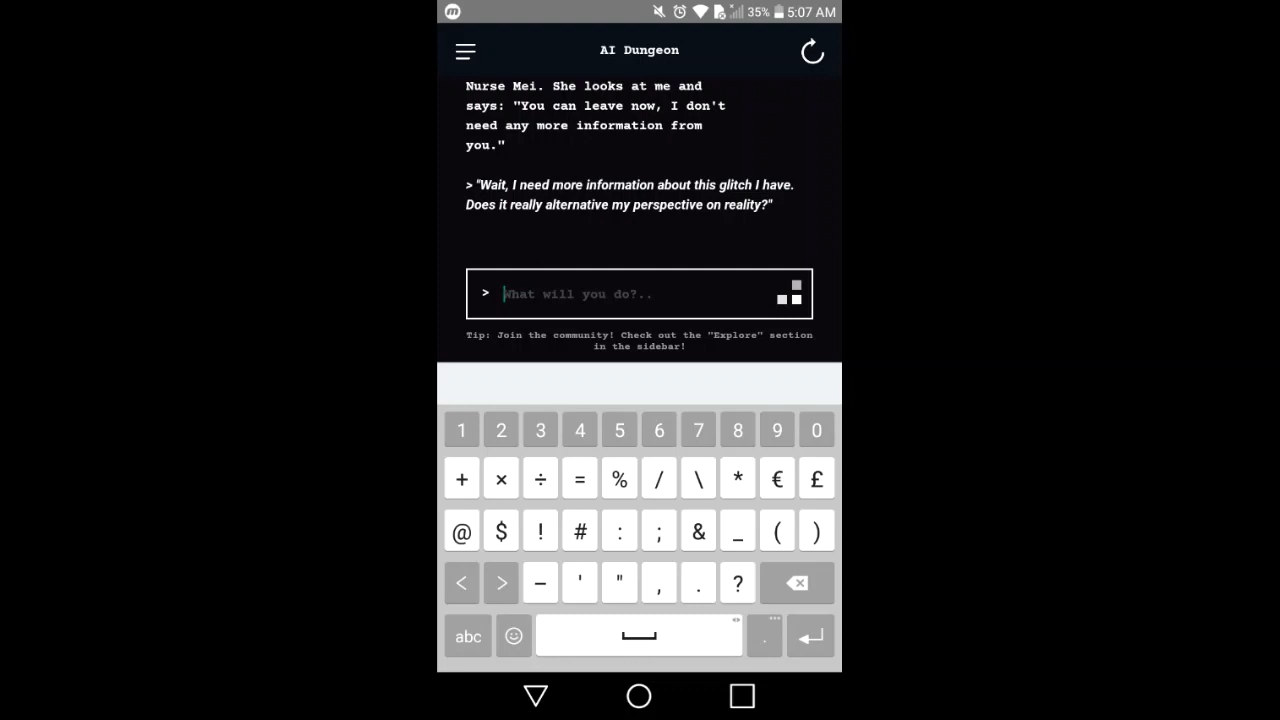 35% 5:07 AM
AI Dungeon
Nurse Mei. She looks at me and
says: "You can leave now, I don't
need any more information from
you."
> "Wait, I need more information about this glitch I have.
Does it really alternative my perspective on reality?"
> What will you do?..
Tip: Join the community! Check out the "Explore" section
in the sidebar!
1 2 3 4 5 6 7 8 9 0
+ × ÷ = % / \ * € £
@ $ ! # : ; & _ ( )
< > – ' " , . ?
abc .